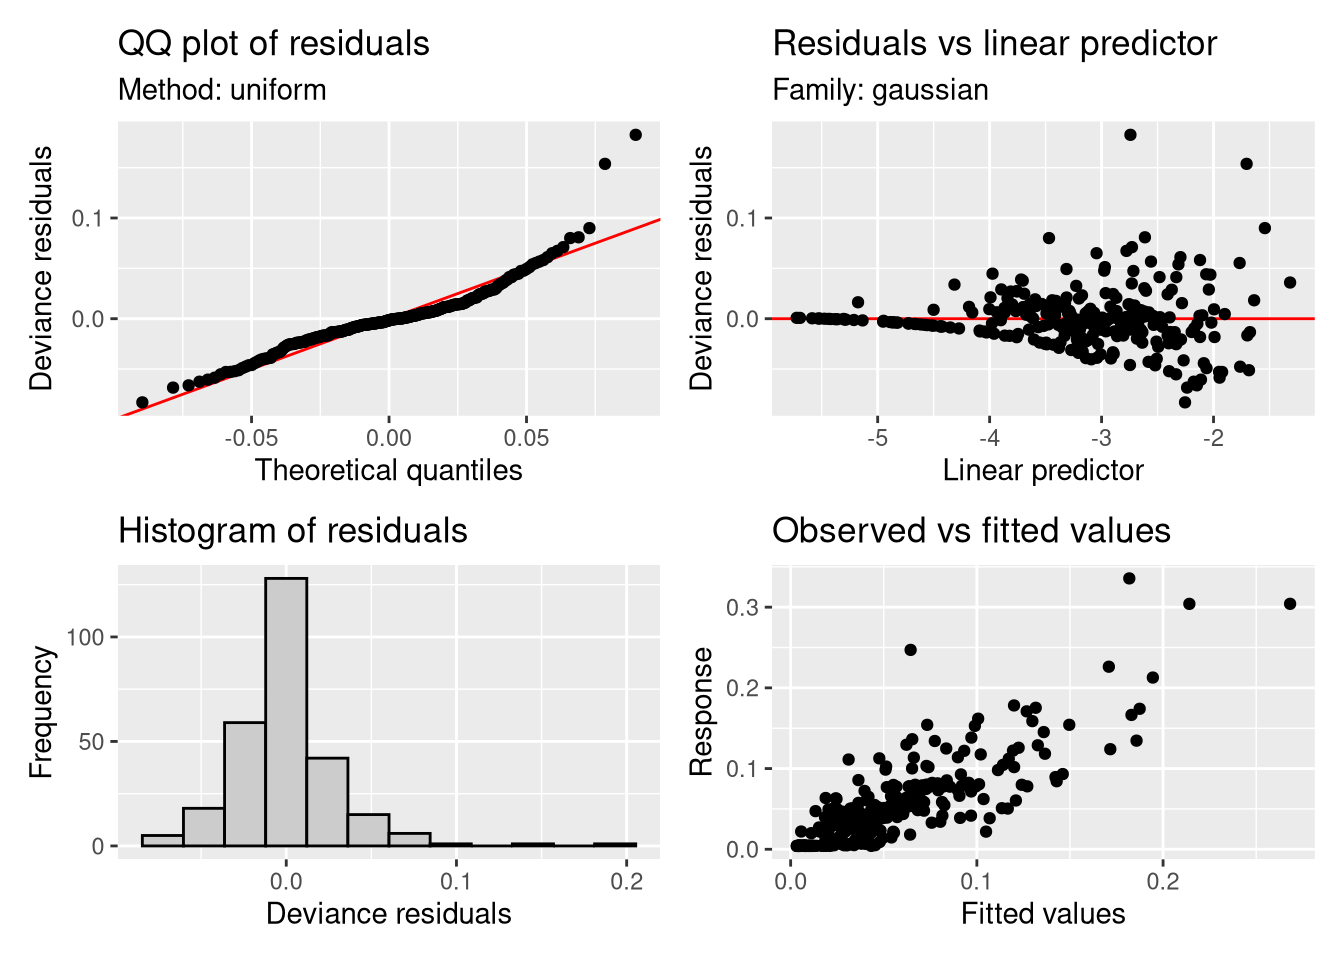 QQ plot of residuals
Method: uniform
Deviance residuals
0.1
0.0
-0.05
0.00
0.05
Theoretical quantiles
Residuals vs linear predictor
Family: gaussian
Deviance residuals
0.1
0.0
-5
-4
-3
-2
Linear predictor
Histogram of residuals
Frequency
100
50
0
0.0
0.1
0.2
Deviance residuals
Observed vs fitted values
Response
0.3
0.2
0.1
0.0
0.0
0.1
0.2
Fitted values